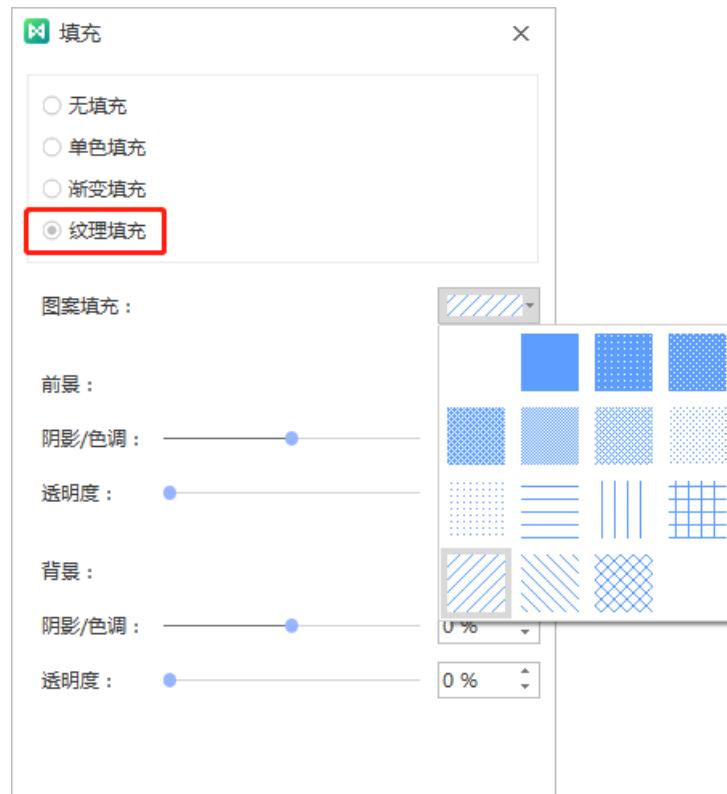 填充
无填充
单色填充
渐变填充
纹理填充
图案填充：
前景：
阴影/色调：
透明度：
背景：
阴影/色调： 0 %
透明度： 0 %